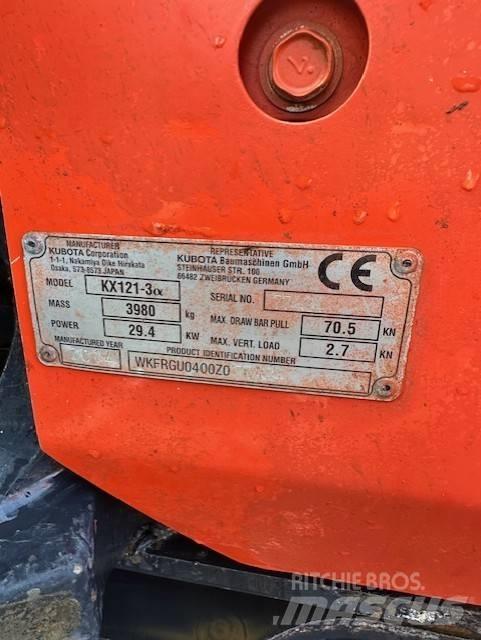 MANUFACTURER REPRESENTATIVE
KUBOTA Corporation KUBOTA Baumaschinen GmbH
1-1-1, Nakamiya Oike Hirakata STEINHAUSER STR. 100
Osaka, 573-8573 JAPAN 66482 ZWEIBRUCKEN GERMANY
CE
MODEL KX121-3α SERIAL NO.
MASS 3980 kg MAX. DRAW BAR PULL 70.5 KN
POWER 29.4 KW MAX. VERT. LOAD 2.7 KN
MANUFACTURED YEAR PRODUCT IDENTIFICATION NUMBER
WKFRGU0400Z0
RITCHIE BROS.
MASCUS